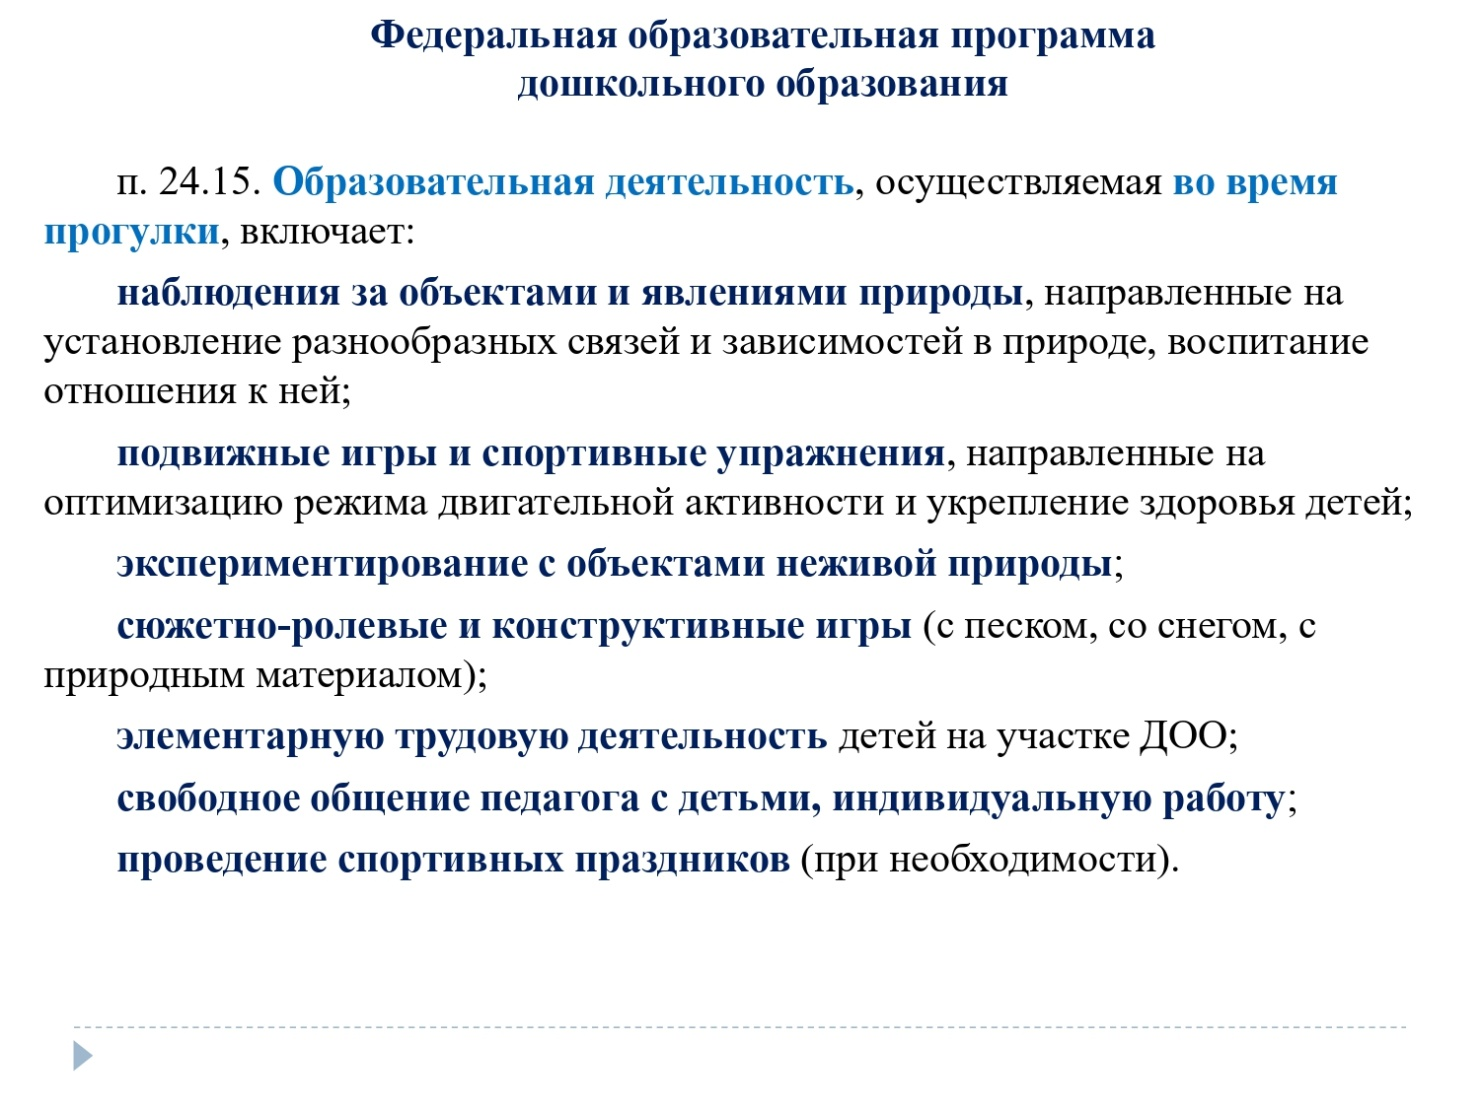 Федеральная образовательная программа
дошкольного образования
п. 24.15. Образовательная деятельность, осуществляемая во время
прогулки, включает:
наблюдения за объектами и явлениями природы, направленные на
установление разнообразных связей и зависимостей в природе, воспитание
отношения к ней;
подвижные игры и спортивные упражнения, направленные на
оптимизацию режима двигательной активности и укрепление здоровья детей;
экспериментирование с объектами неживой природы;
сюжетно-ролевые и конструктивные игры (с песком, со снегом, с
природным материалом);
элементарную трудовую деятельность детей на участке ДОО;
свободное общение педагога с детьми, индивидуальную работу;
проведение спортивных праздников (при необходимости).